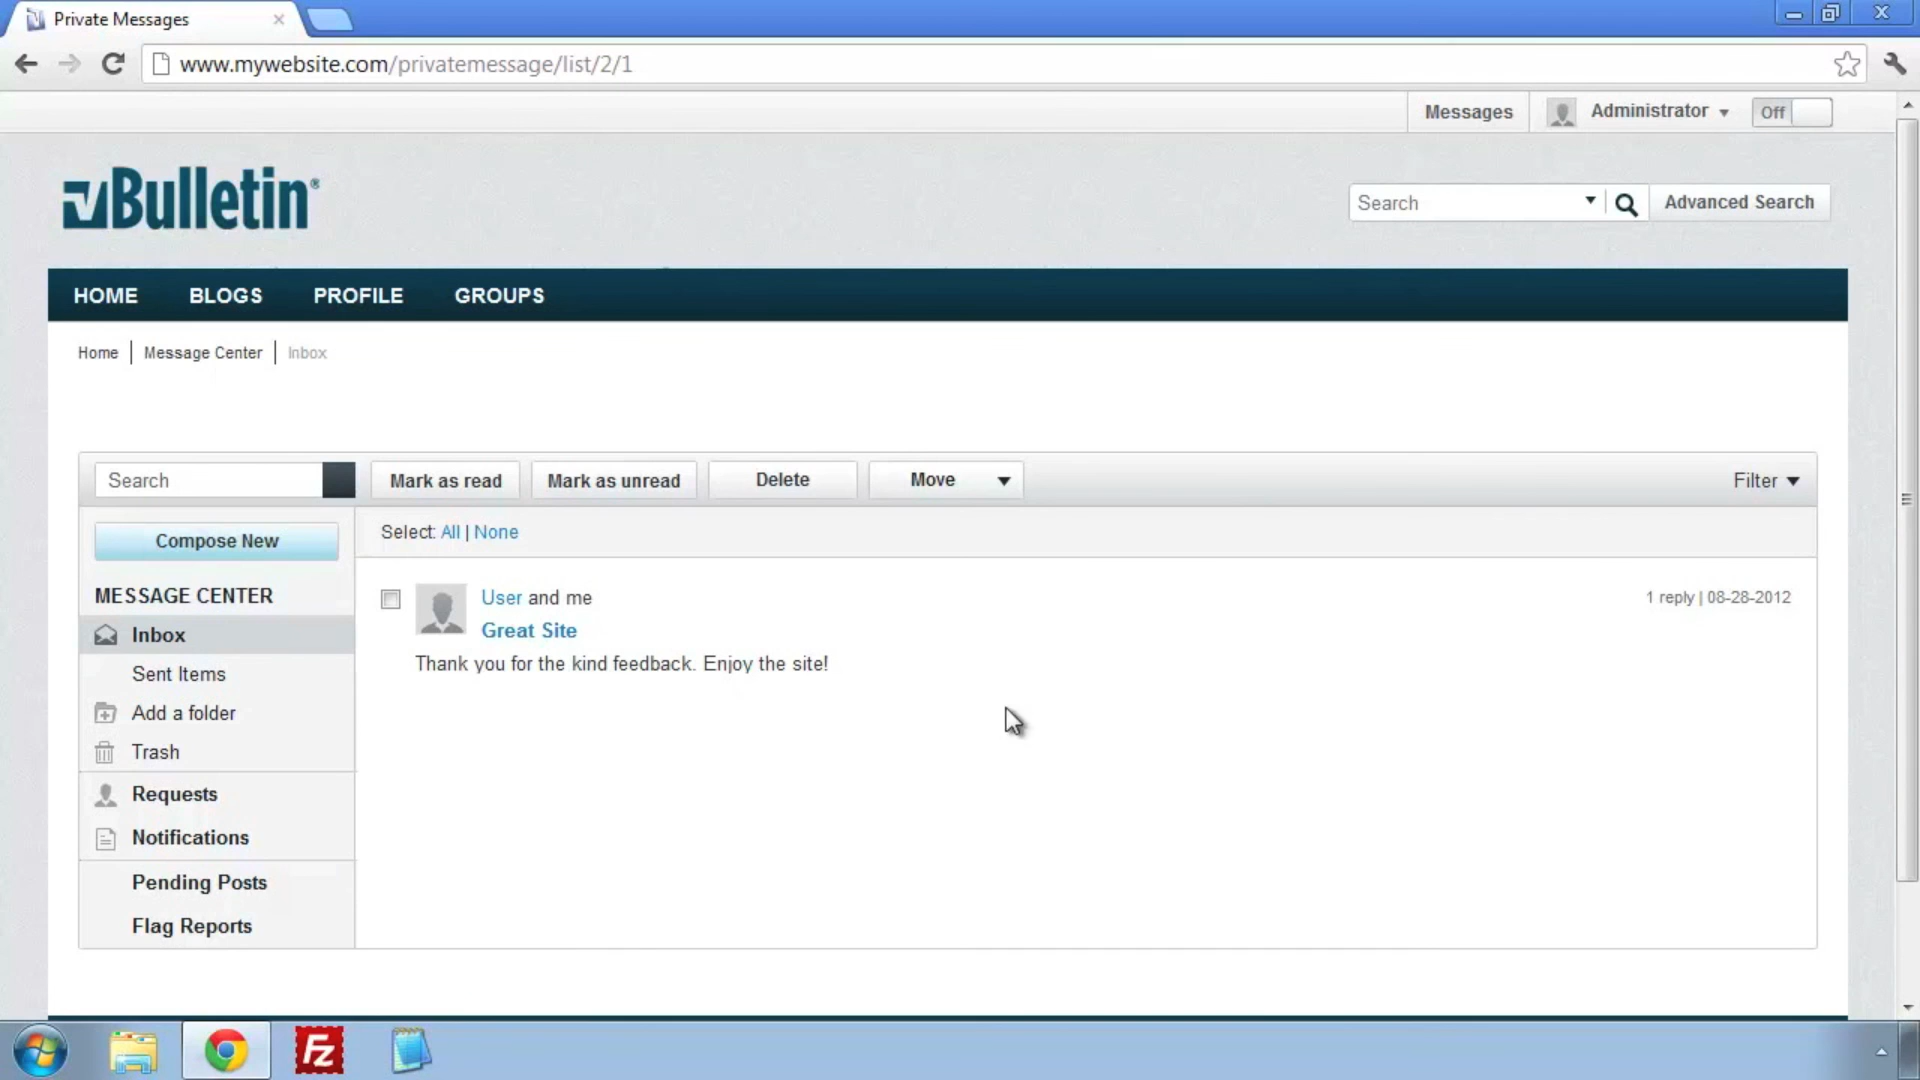 Private Messages
www.mywebsite.com/privatemessage/list/2/1
Messages
Administrator
Off
vBulletin®
Search
Advanced Search
HOME
BLOGS
PROFILE
GROUPS
Home
Message Center
Inbox
Search
Mark as read
Mark as unread
Delete
Move
Filter
Compose New
Select: All | None
MESSAGE CENTER
Inbox
Sent Items
Add a folder
Trash
Requests
Notifications
Pending Posts
Flag Reports
User and me
1 reply | 08-28-2012
Great Site
Thank you for the kind feedback. Enjoy the site!
Fz